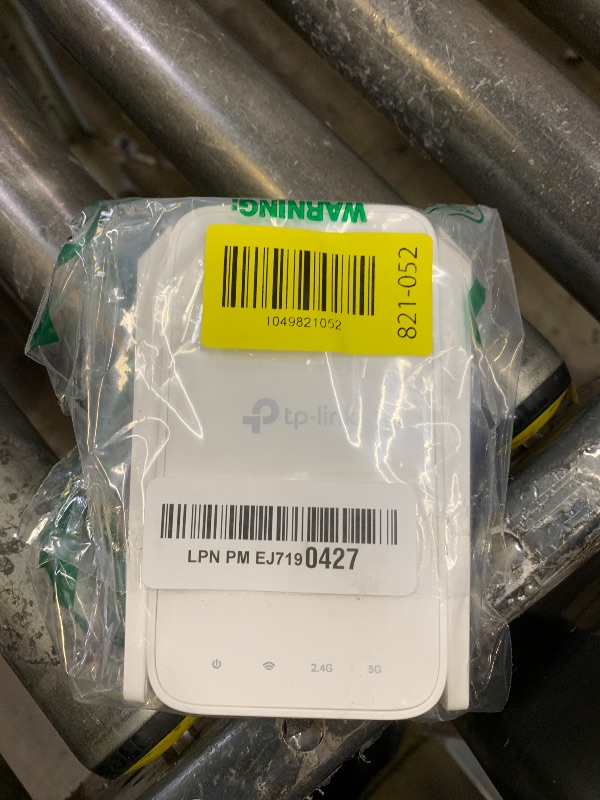 WARNING!
1049821052
821-052
tp-link
LPN PM EJ7190427
2.4G
5G